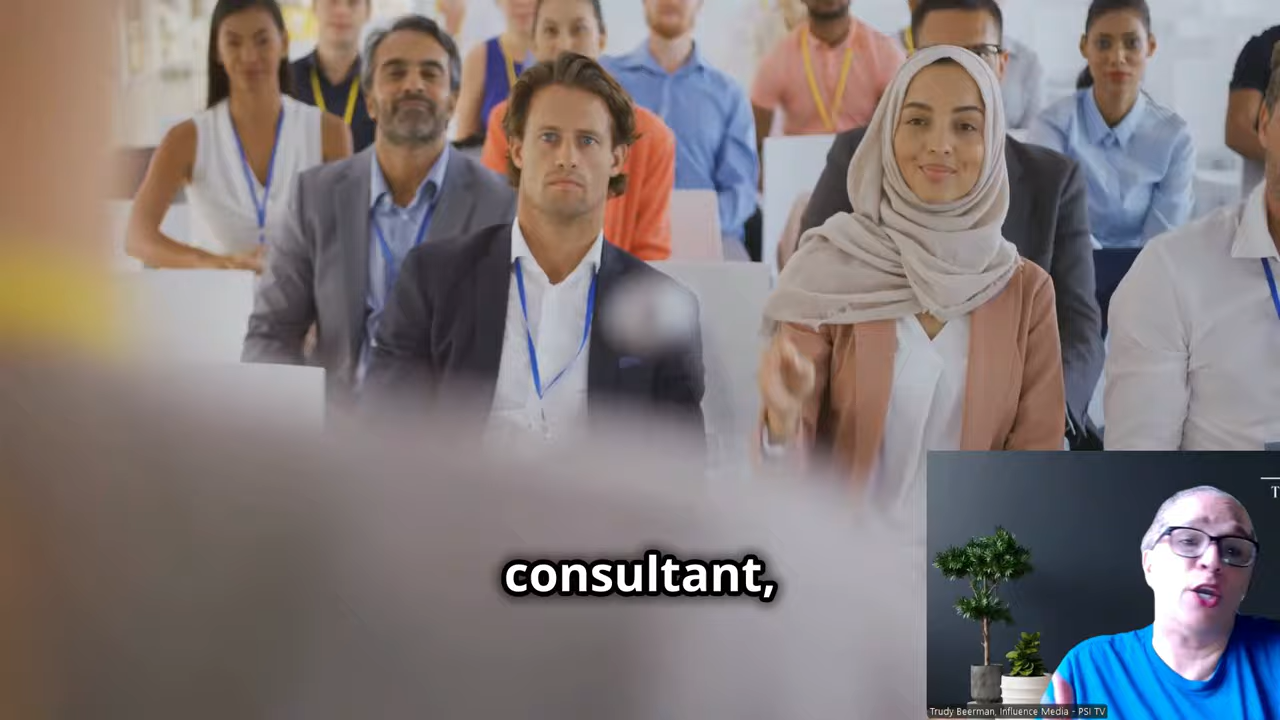 consultant,
T
Trudy Beerman, Influence Media - PSI TV